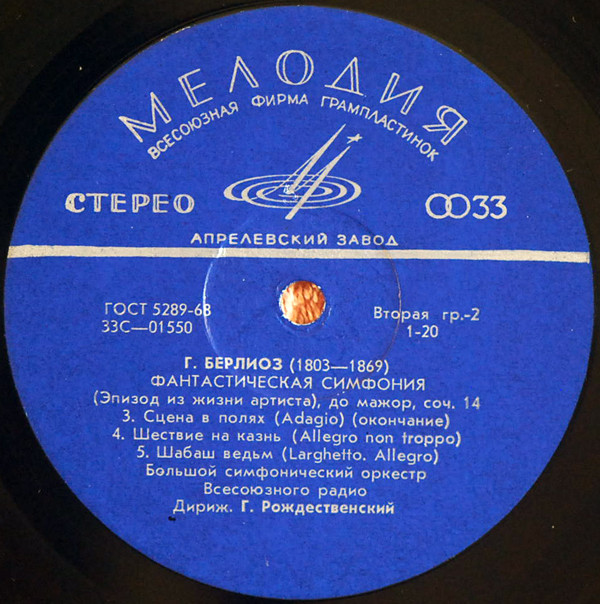 МЕЛОДИЯ
ВСЕСОЮЗНАЯ ФИРМА ГРАМПЛАСТИНОК
СТЕРЕО
33
АПРЕЛЕВСКИЙ ЗАВОД
ГОСТ 5289-68
Вторая гр.-2
33С—01550
1-20
Г. БЕРЛИОЗ (1803—1869)
ФАНТАСТИЧЕСКАЯ СИМФОНИЯ
(Эпизод из жизни артиста), до мажор, соч. 14
3. Сцена в полях (Adagio) (окончание)
4. Шествие на казнь (Allegro non troppo)
5. Шабаш ведьм (Larghetto. Allegro)
Большой симфонический оркестр
Всесоюзного радио
Дириж. Г. Рождественский